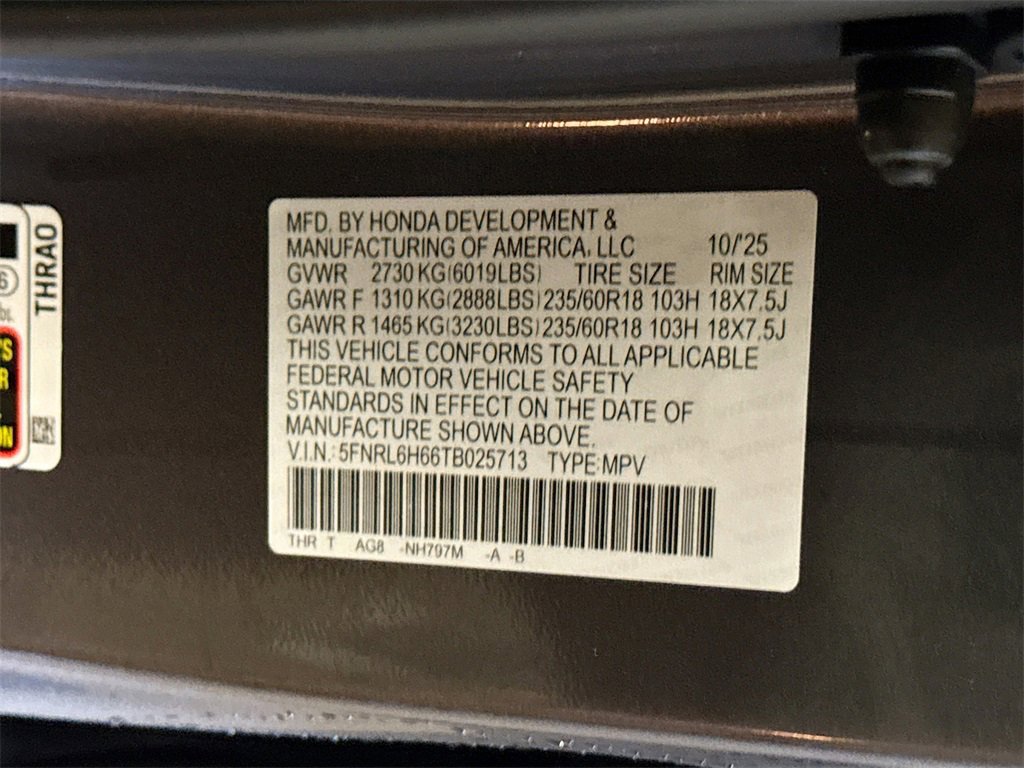 MFD. BY HONDA DEVELOPMENT &
MANUFACTURING OF AMERICA, LLC 10/'25
GVWR 2730 KG(6019LBS) TIRE SIZE RIM SIZE
GAWR F 1310 KG(2888LBS) 235/60R18 103H 18X7.5J
GAWR R 1465 KG(3230LBS) 235/60R18 103H 18X7.5J
THIS VEHICLE CONFORMS TO ALL APPLICABLE
FEDERAL MOTOR VEHICLE SAFETY
STANDARDS IN EFFECT ON THE DATE OF
MANUFACTURE SHOWN ABOVE.
V.I.N.: 5FNRL6H66TB025713 TYPE:MPV
THR T AG8 -NH797M -A -B
THRA0